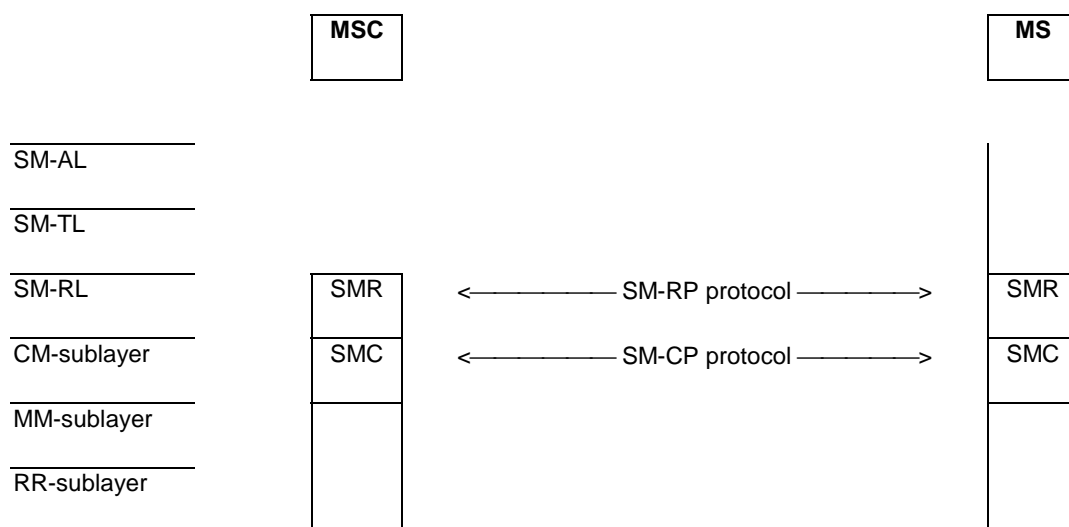 MSC MS
SM-AL
SM-TL
SM-RL SMR <———————— SM-RP protocol ———————> SMR
CM-sublayer SMC <———————— SM-CP protocol ———————> SMC
MM-sublayer
RR-sublayer